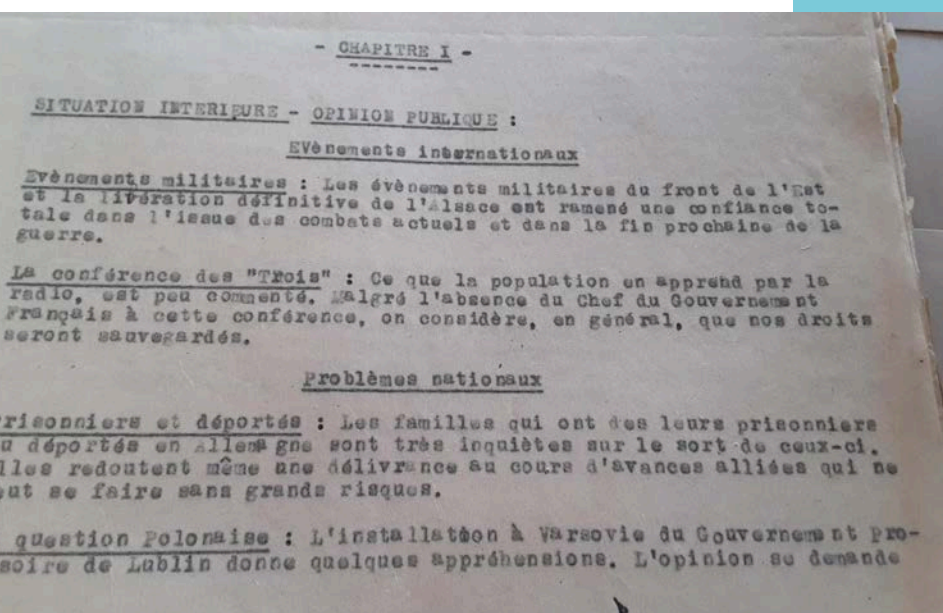 - CHAPITRE I -
--------
SITUATION INTERIEURE - OPINION PUBLIQUE :
EVènements internationaux
Evènements militaires : Les évènements militaires du front de l'Est
et la libération définitive de l'Alsace ont ramené une confiance to-
tale dans l'issue des combats actuels et dans la fin prochaine de la
guerre.
La conférence des "Trois" : Ce que la population en apprend par la
radio, est peu commenté. Malgré l'absence du Chef du Gouvernement
Français à cette conférence, on considère, en général, que nos droits
seront sauvegardés.
Problèmes nationaux
risonniers et déportés : Les familles qui ont des leurs prisonniers
u déportés en Allemagne sont très inquiètes sur le sort de ceux-ci.
lles redoutent même une délivrance au cours d'avances alliées qui ne
eut se faire sans grands risques.
question Polonaise : L'installatèon à Varsovie du Gouvernement Pro-
soire de Lublin donne quelques appréhensions. L'opinion se demande